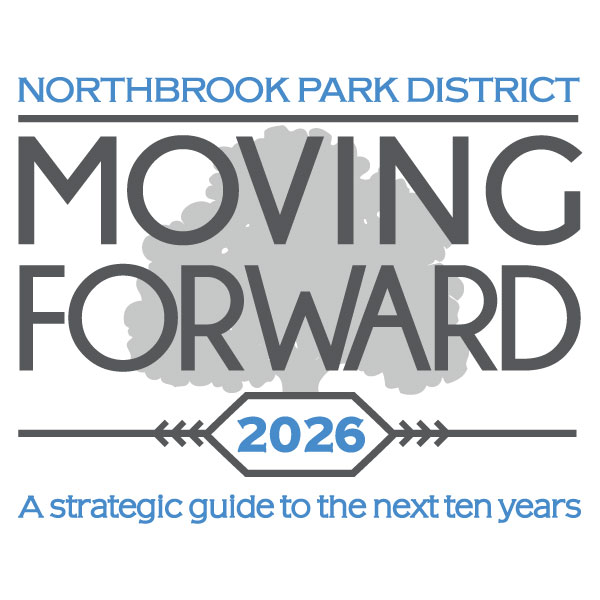 NORTHBROOK PARK DISTRICT
MOVING
FORWARD
2026
A strategic guide to the next ten years